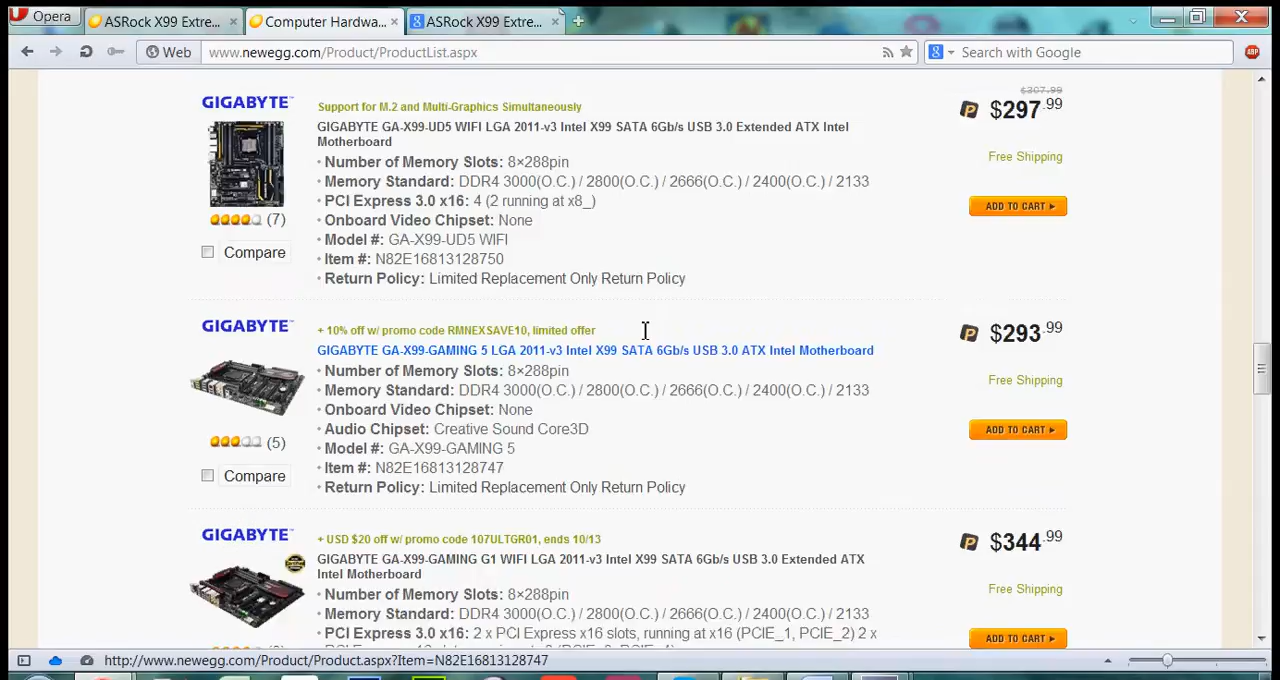 Opera
ASRock X99 Extre...
Computer Hardwa...
ASRock X99 Extre...
Web
www.newegg.com/Product/ProductList.aspx
Search with Google
ABP
GIGABYTE™
Support for M.2 and Multi-Graphics Simultaneously
GIGABYTE GA-X99-UD5 WIFI LGA 2011-v3 Intel X99 SATA 6Gb/s USB 3.0 Extended ATX Intel
Motherboard
• Number of Memory Slots: 8×288pin
• Memory Standard: DDR4 3000(O.C.) / 2800(O.C.) / 2666(O.C.) / 2400(O.C.) / 2133
• PCI Express 3.0 x16: 4 (2 running at x8_)
• Onboard Video Chipset: None
• Model #: GA-X99-UD5 WIFI
• Item #: N82E16813128750
• Return Policy: Limited Replacement Only Return Policy
(7)
Compare
$307.99
$297.99
Free Shipping
ADD TO CART ►
GIGABYTE™
+ 10% off w/ promo code RMNEXSAVE10, limited offer
GIGABYTE GA-X99-GAMING 5 LGA 2011-v3 Intel X99 SATA 6Gb/s USB 3.0 ATX Intel Motherboard
• Number of Memory Slots: 8×288pin
• Memory Standard: DDR4 3000(O.C.) / 2800(O.C.) / 2666(O.C.) / 2400(O.C.) / 2133
• Onboard Video Chipset: None
• Audio Chipset: Creative Sound Core3D
• Model #: GA-X99-GAMING 5
• Item #: N82E16813128747
• Return Policy: Limited Replacement Only Return Policy
(5)
Compare
$293.99
Free Shipping
ADD TO CART ►
GIGABYTE™
+ USD $20 off w/ promo code 107ULTGR01, ends 10/13
GIGABYTE GA-X99-GAMING G1 WIFI LGA 2011-v3 Intel X99 SATA 6Gb/s USB 3.0 Extended ATX
Intel Motherboard
• Number of Memory Slots: 8×288pin
• Memory Standard: DDR4 3000(O.C.) / 2800(O.C.) / 2666(O.C.) / 2400(O.C.) / 2133
• PCI Express 3.0 x16: 2 x PCI Express x16 slots, running at x16 (PCIE_1, PCIE_2) 2 x
$344.99
Free Shipping
ADD TO CART ►
http://www.newegg.com/Product/Product.aspx?Item=N82E16813128747